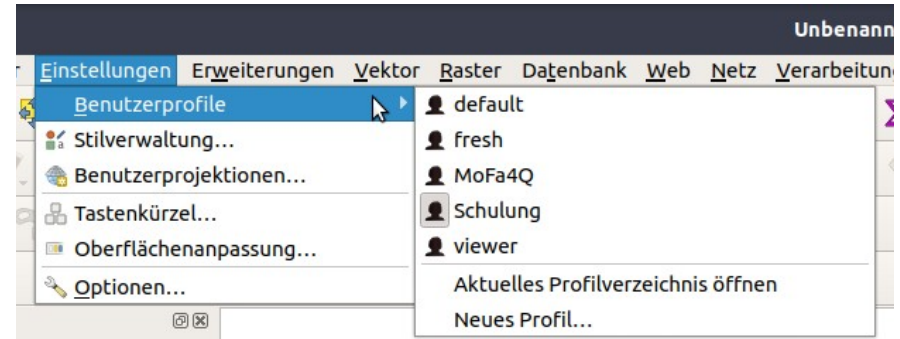 Unbenann
Einstellungen Erweiterungen Vektor Raster Datenbank Web Netz Verarbeitun
Benutzerprofile
Stilverwaltung...
Benutzerprojektionen...
Tastenkürzel...
Oberflächenanpassung...
Optionen...
default
fresh
MoFa4Q
Schulung
viewer
Aktuelles Profilverzeichnis öffnen
Neues Profil...